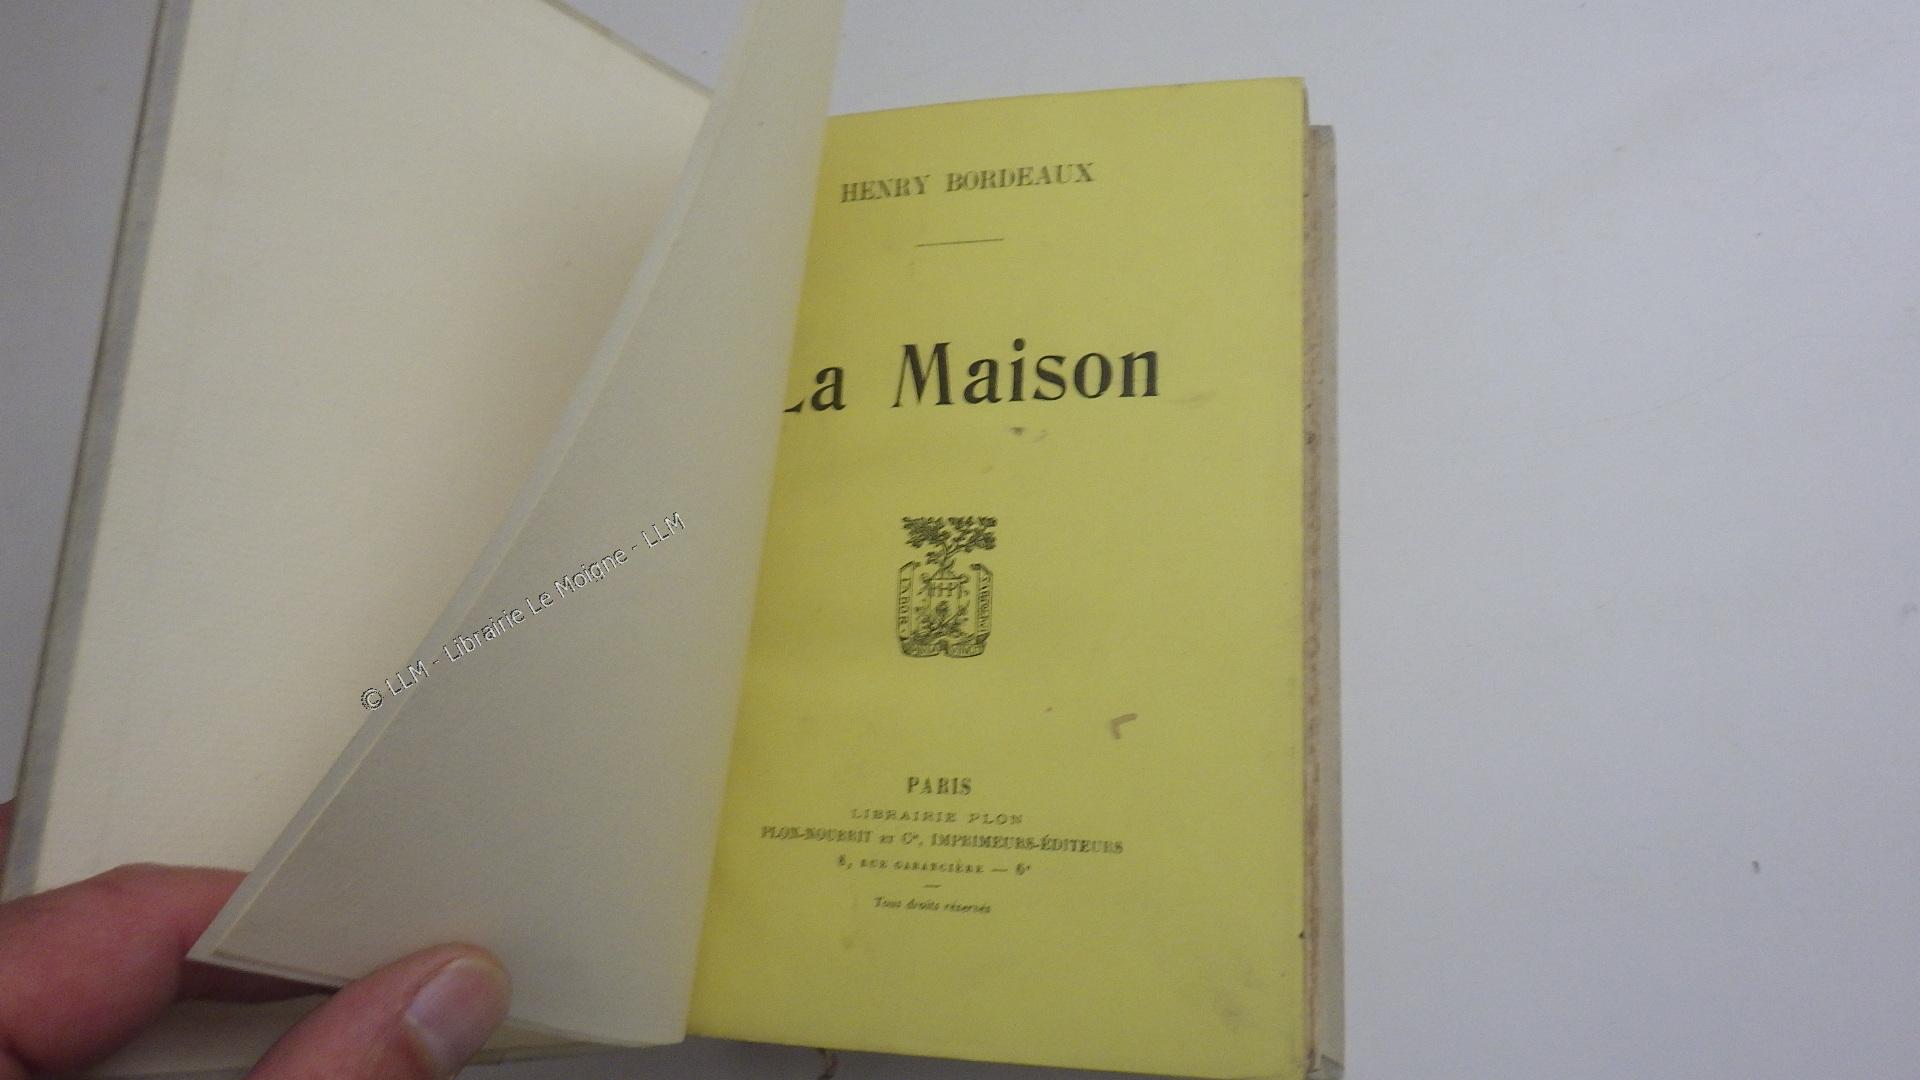 HENRY BORDEAUX
La Maison
LABOR
PARIS
LIBRAIRIE PLON
PLON-NOURRIT ET Cie, IMPRIMEURS-ÉDITEURS
8, RUE GARANCIÈRE — 6e
Tous droits réservés
© LLM - Librairie Le Moigne - LLM